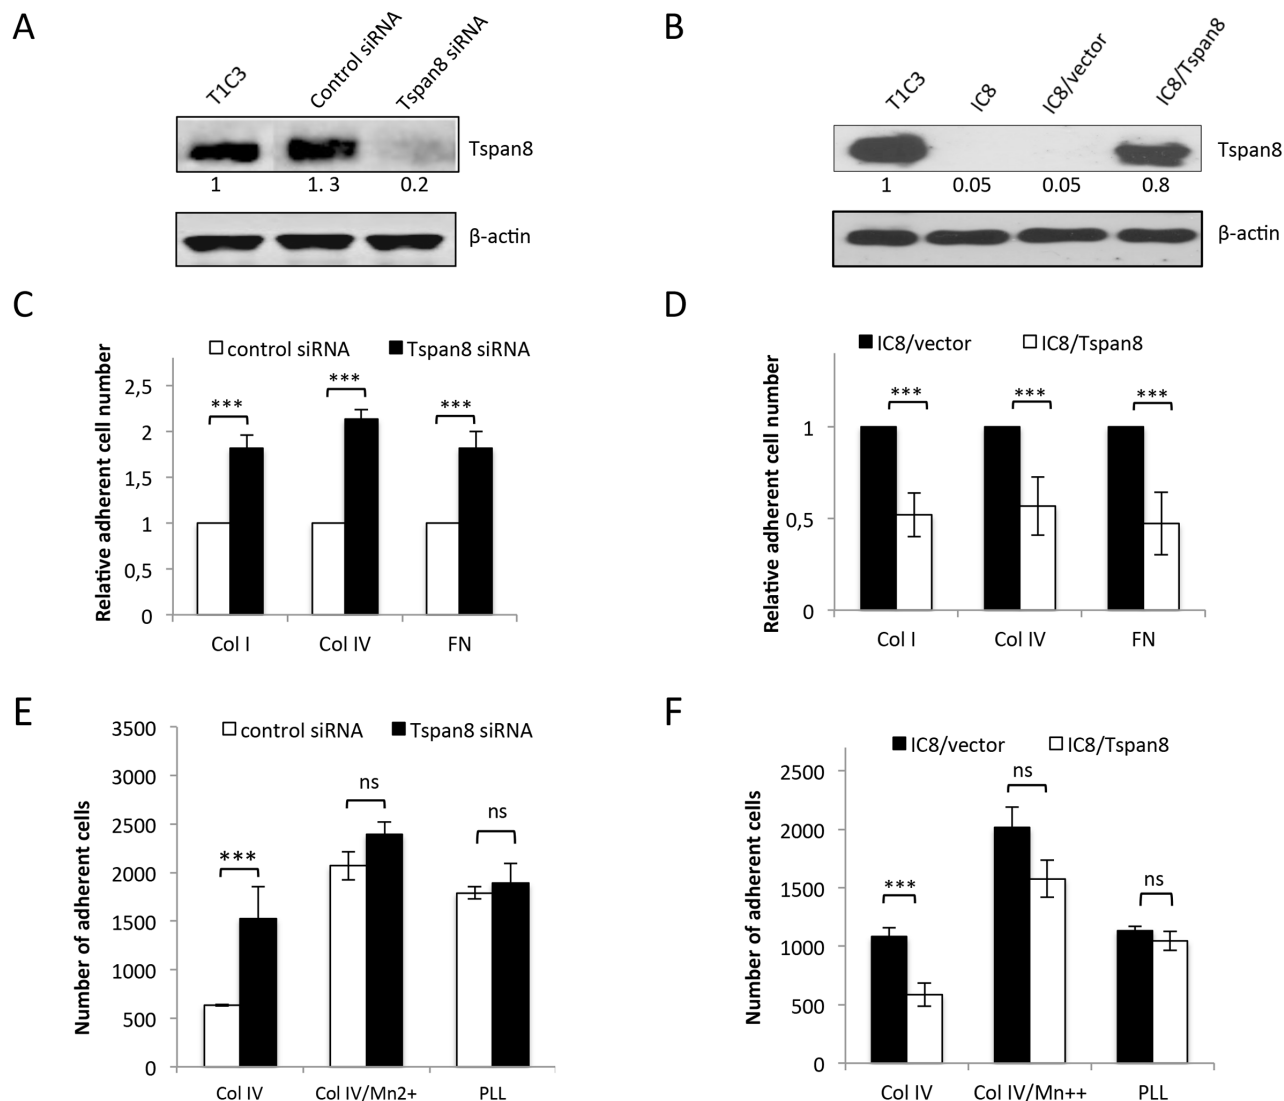 A
T1C3
Control siRNA
Tspan8 siRNA
Tspan8
1 1. 3 0.2
β-actin
B
T1C3
IC8
IC8/vector
IC8/Tspan8
Tspan8
1 0.05 0.05 0.8
β-actin
C
control siRNA Tspan8 siRNA
Relative adherent cell number
2,5
2
1,5
1
0,5
0
*** *** ***
Col I Col IV FN
D
IC8/vector IC8/Tspan8
Relative adherent cell number
1
0,5
0
*** *** ***
Col I Col IV FN
E
control siRNA Tspan8 siRNA
Number of adherent cells
3500
3000
2500
2000
1500
1000
500
0
*** ns ns
Col IV Col IV/Mn2+ PLL
F
IC8/vector IC8/Tspan8
Number of adherent cells
2500
2000
1500
1000
500
0
*** ns ns
Col IV Col IV/Mn++ PLL